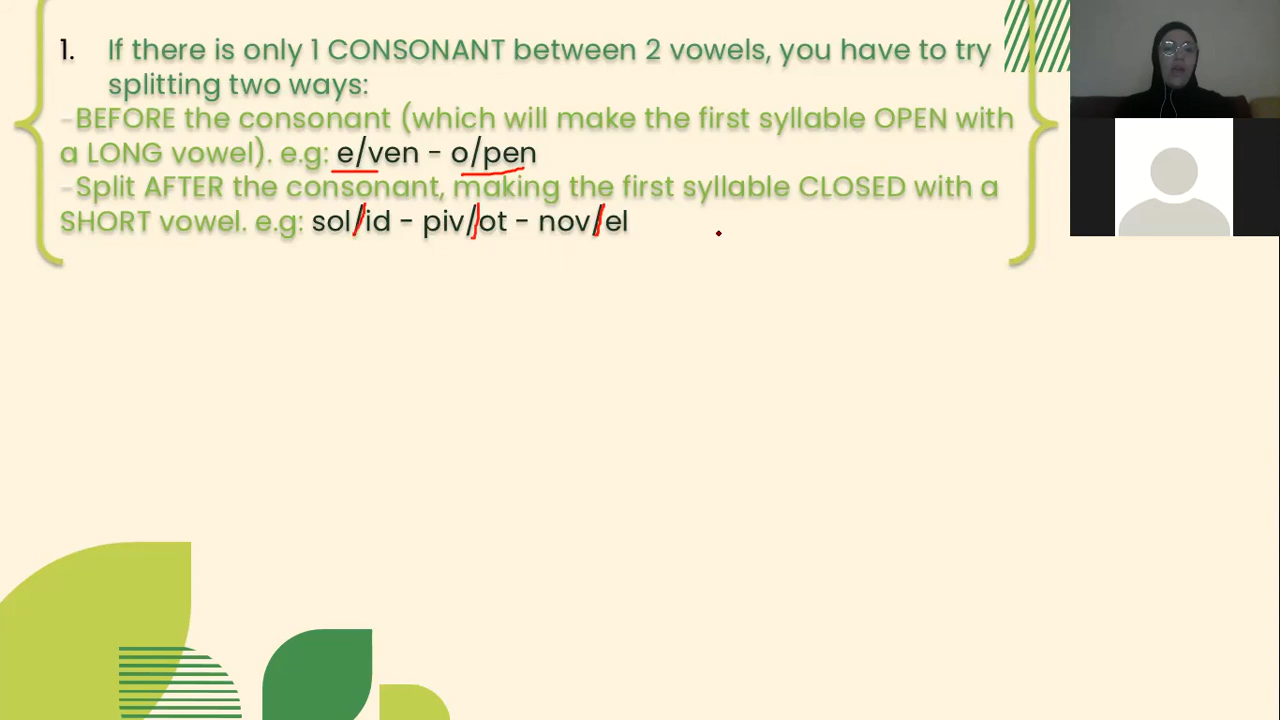 1. If there is only 1 CONSONANT between 2 vowels, you have to try
splitting two ways:
-BEFORE the consonant (which will make the first syllable OPEN with
a LONG vowel). e.g: e/ven - o/pen
-Split AFTER the consonant, making the first syllable CLOSED with a
SHORT vowel. e.g: sol/id - piv/ot - nov/el